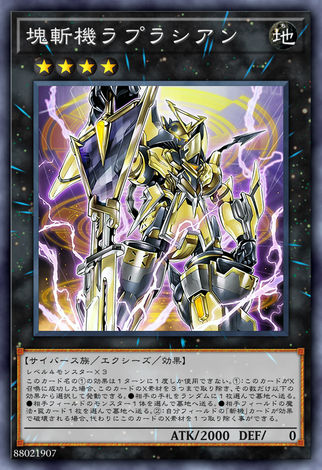 塊斬機ラプラシアン
地
【サイバース族/エクシーズ/効果】
レベル4モンスター×3
このカード名の①の効果は1ターンに1度しか使用できない。①:このカードがX
召喚に成功した場合、このカードのX素材を3つまで取り除き、その数だけ以下の
効果から選択して発動できる。●相手の手札をランダムに1枚選んで墓地へ送る。
●相手フィールドのモンスター1体を選んで墓地へ送る。●相手フィールドの魔
法・罠カード1枚を選んで墓地へ送る。②:自分フィールドの「斬機」カードが効果
で破壊される場合、代わりにこのカードのX素材を1つ取り除く事ができる。
ATK/2000 DEF/ 0
88021907